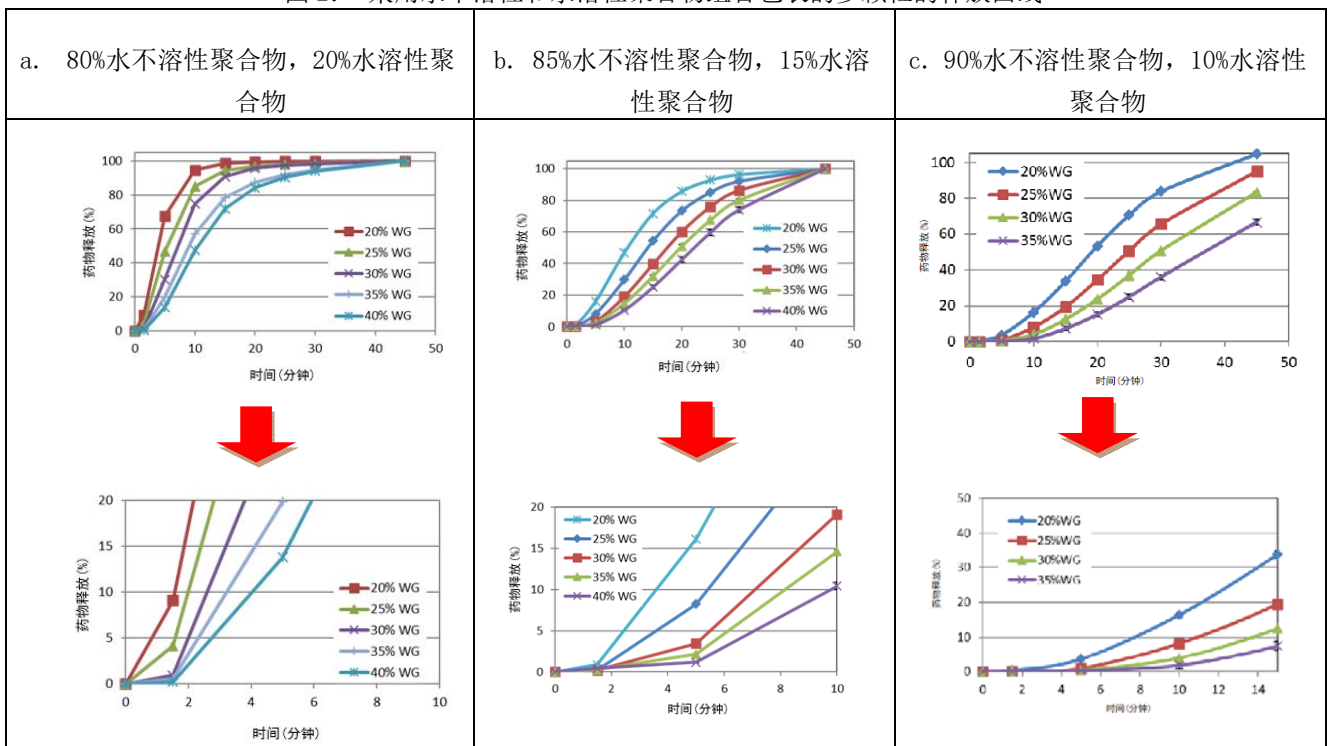 a. 80%水不溶性聚合物，20%水溶性聚
合物
b. 85%水不溶性聚合物，15%水溶
性聚合物
c. 90%水不溶性聚合物，10%水溶性
聚合物
药物释放(%)
100
80
60
40
20
0
0 10 20 30 40 50
时间(分钟)
20% WG
25% WG
30% WG
35% WG
40% WG
药物释放(%)
100
80
60
40
20
0
0 10 20 30 40 50
时间(分钟)
20% WG
25% WG
30% WG
35% WG
40% WG
药物释放(%)
100
80
60
40
20
0
0 10 20 30 40 50
时间(分钟)
20%WG
25%WG
30%WG
35%WG
药物释放(%)
20
15
10
5
0
0 2 4 6 8 10
时间(分钟)
20% WG
25% WG
30% WG
35% WG
40% WG
药物释放(%)
20
15
10
5
0
0 2 4 6 8 10
时间(分钟)
20% WG
25% WG
30% WG
35% WG
40% WG
药物释放(%)
50
40
30
20
10
0
0 2 4 6 8 10 12 14
时间(分钟)
20%WG
25%WG
30%WG
35%WG